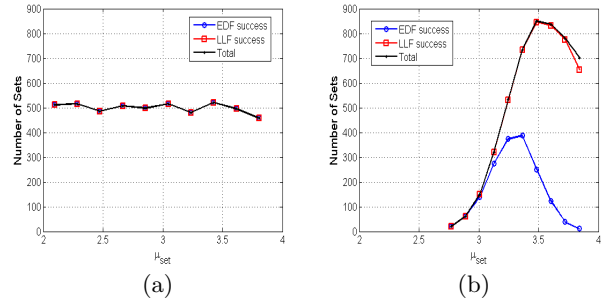 900
800
700
600
500
400
300
200
100
0
Number of Sets
EDF success
LLF success
Total
2 2.5 3 3.5 4
μset
(a)
900
800
700
600
500
400
300
200
100
0
Number of Sets
EDF success
LLF success
Total
2 2.5 3 3.5 4
μset
(b)